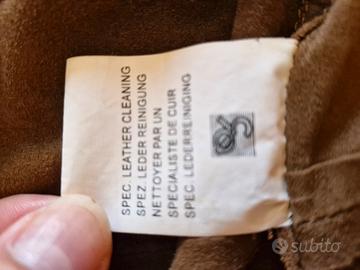 SPEC. LEATHER CLEANING
SPEZ. LEDER REINIGUNG
NETTOYER PAR UN
SPECIALISTE DE CUIR
SPEC. LEDERREINIGING
subito